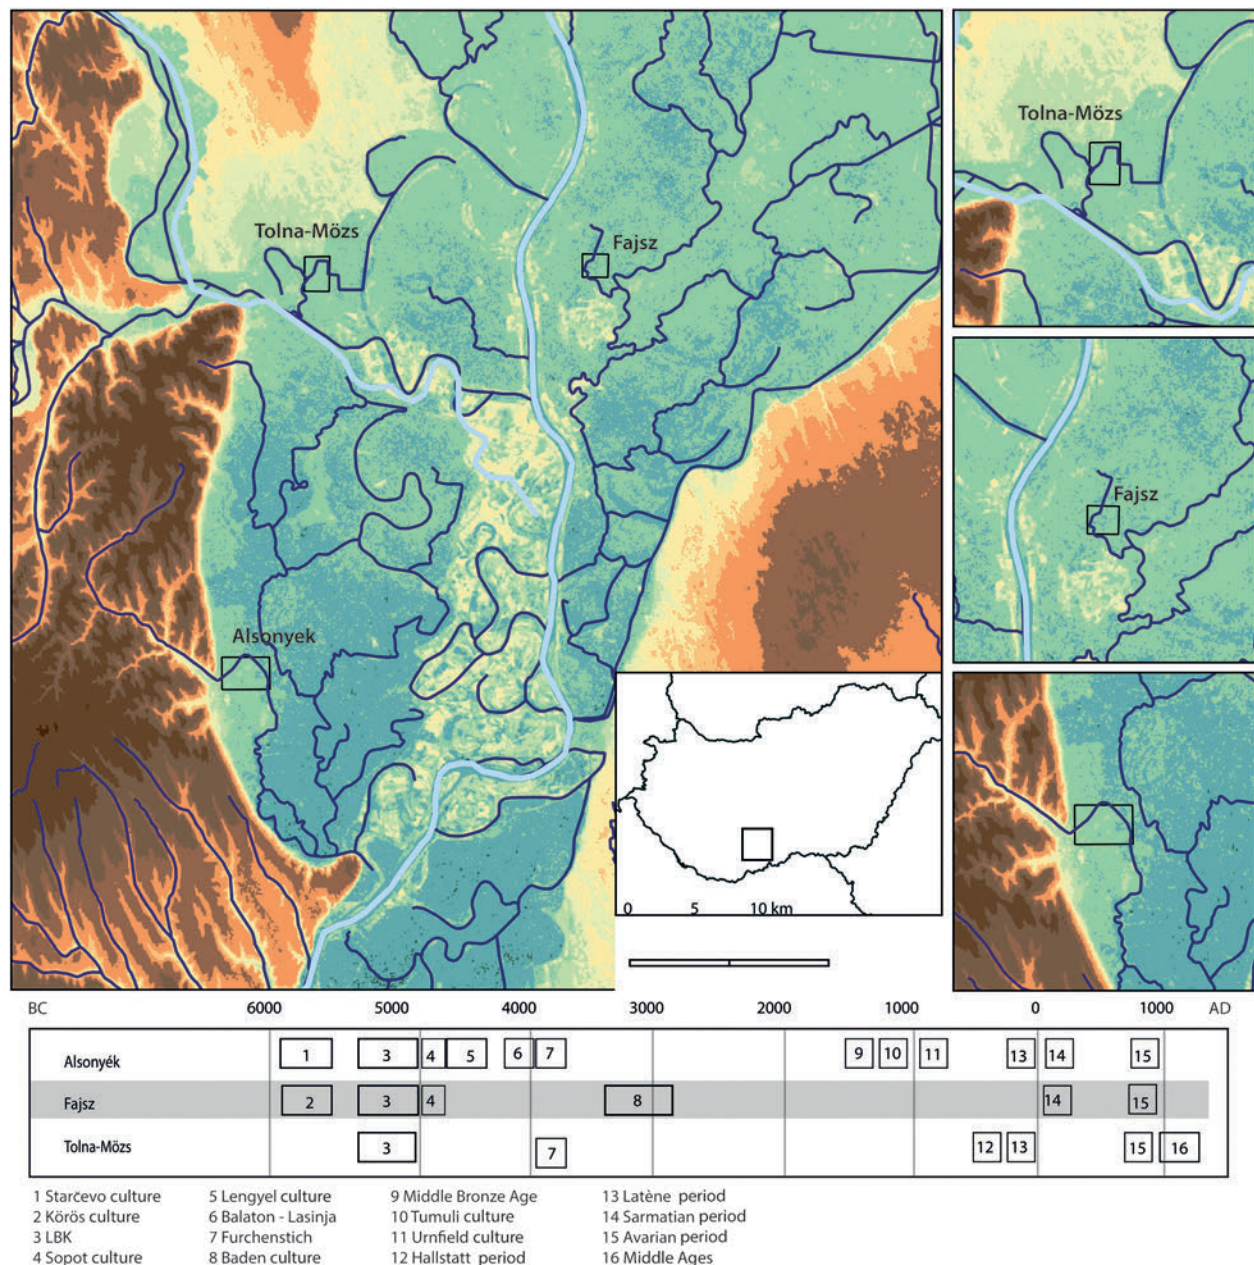 Tolna-Mözs
Fajsz
Alsonyek
Tolna-Mözs
Fajsz
0 5 10 km
BC 6000 5000 4000 3000 2000 1000 0 1000 AD
Alsonyék 1 3 4 5 6 7 9 10 11 13 14 15
Fajsz 2 3 4 8 14 15
Tolna-Mözs 3 7 12 13 15 16
1 Starčevo culture 5 Lengyel culture 9 Middle Bronze Age 13 Latène period
2 Körös culture 6 Balaton - Lasinja 10 Tumuli culture 14 Sarmatian period
3 LBK 7 Furchenstich 11 Urnfield culture 15 Avarian period
4 Sopot culture 8 Baden culture 12 Hallstatt period 16 Middle Ages